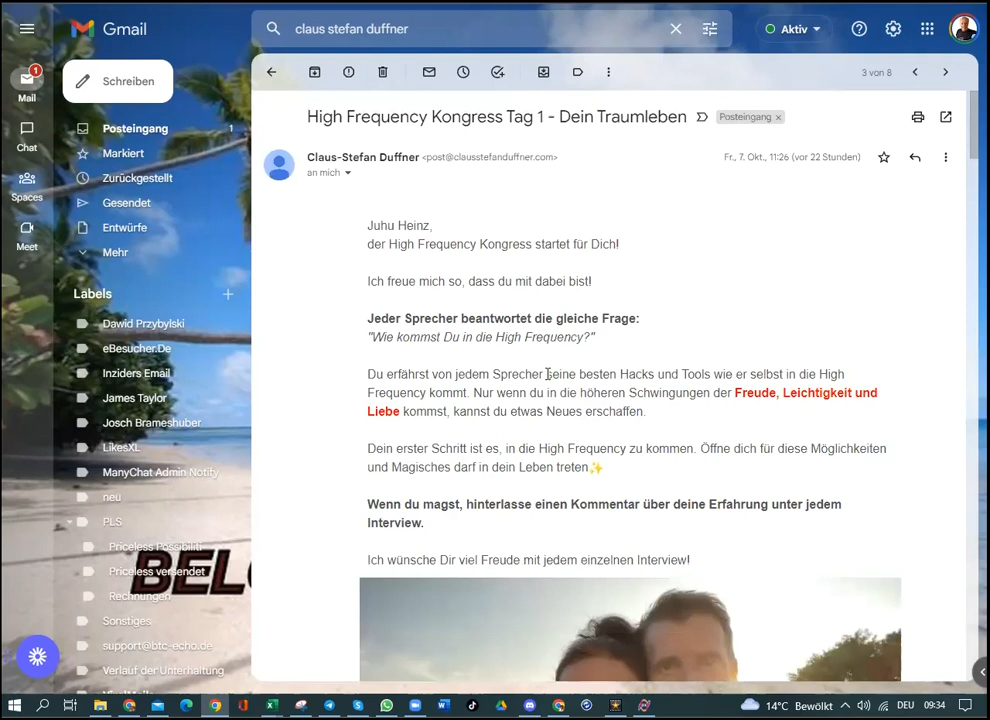 Gmail
claus stefan duffner
Aktiv
1
Mail
Schreiben
3 von 8
Chat
Spaces
Meet
Posteingang 1
Markiert
Zurückgestellt
Gesendet
Entwürfe
Mehr
Labels
Dawid Przybylski
eBesucher.De
Inziders Email
James Taylor
Josch Brameshuber
LikesXL
ManyChat Admin Notify
neu
PLS
Priceless Possibiliti
Priceless versendet
Rechnungen
Sonstiges
support@btc-echo.de
Verlauf der Unterhaltung
High Frequency Kongress Tag 1 - Dein Traumleben
Posteingang x
Claus-Stefan Duffner <post@clausstefanduffner.com>
Fr., 7. Okt., 11:26 (vor 22 Stunden)
an mich
Juhu Heinz,
der High Frequency Kongress startet für Dich!
Ich freue mich so, dass du mit dabei bist!
Jeder Sprecher beantwortet die gleiche Frage:
"Wie kommst Du in die High Frequency?"
Du erfährst von jedem Sprecher seine besten Hacks und Tools wie er selbst in die High
Frequency kommt. Nur wenn du in die höheren Schwingungen der Freude, Leichtigkeit und
Liebe kommst, kannst du etwas Neues erschaffen.
Dein erster Schritt ist es, in die High Frequency zu kommen. Öffne dich für diese Möglichkeiten
und Magisches darf in dein Leben treten✨
Wenn du magst, hinterlasse einen Kommentar über deine Erfahrung unter jedem
Interview.
Ich wünsche Dir viel Freude mit jedem einzelnen Interview!
14°C Bewölkt
DEU
09:34